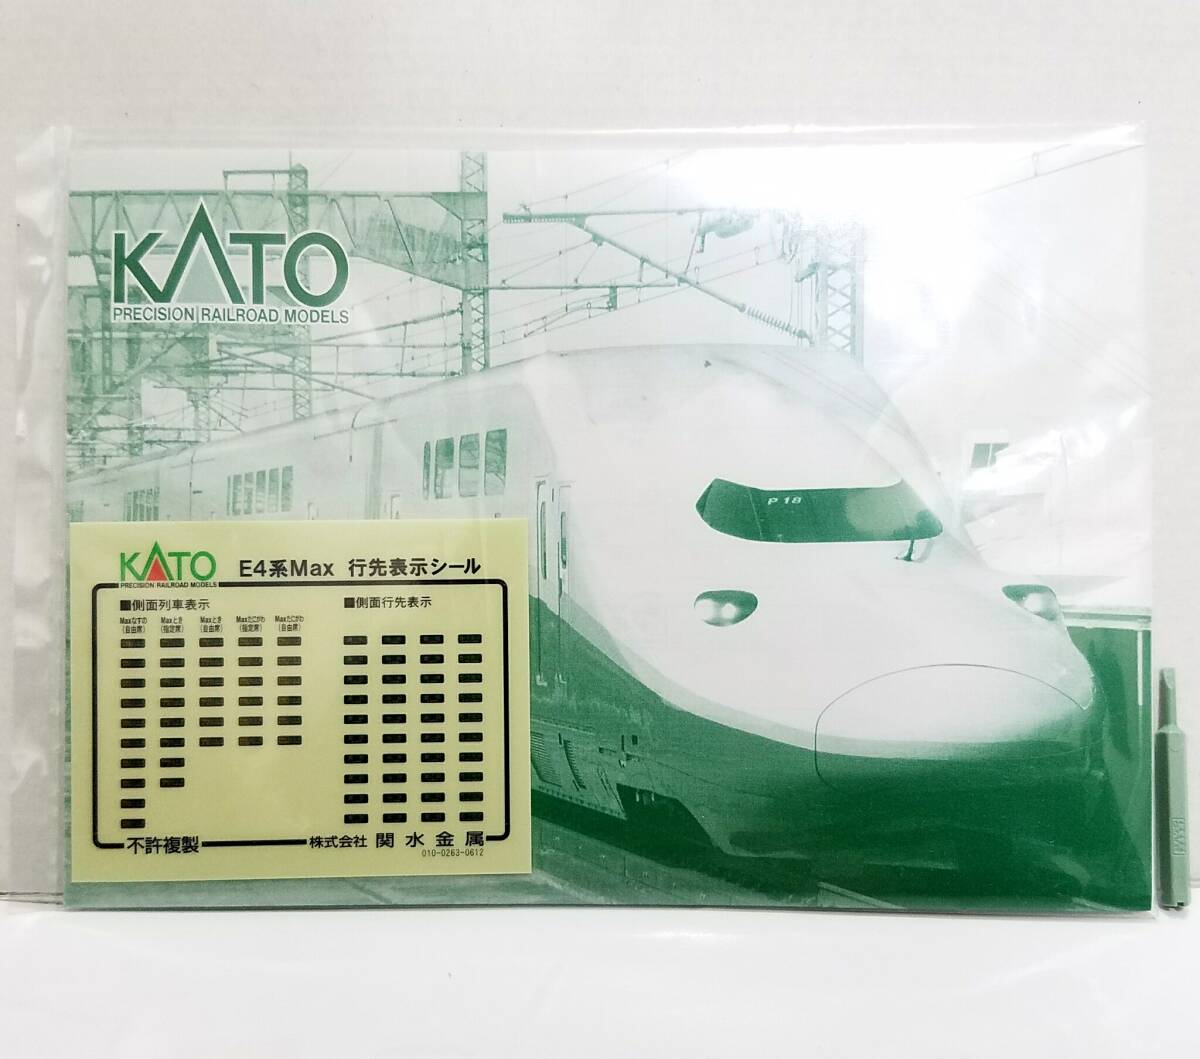 KATO
PRECISION RAILROAD MODELS
P 18
KATO
PRECISION RAILROAD MODELS
E4系Max 行先表示シール
■側面列車表示
■側面行先表示
Maxなすの Maxとき Maxとき Maxたにがわ Maxたにがわ
(自由席) (指定席) (自由席) (指定席) (自由席)
不許複製
株式会社 関水金属
010-0263-0612